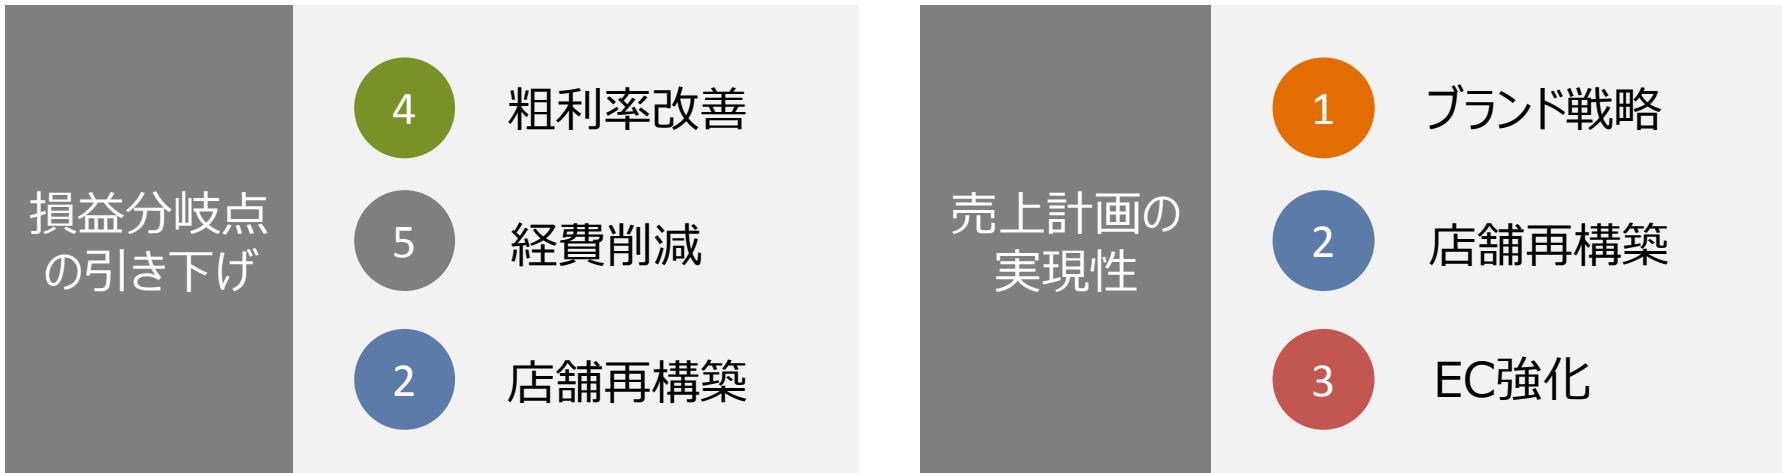 損益分岐点
の引き下げ
4 粗利率改善
5 経費削減
2 店舗再構築
売上計画の
実現性
1 ブランド戦略
2 店舗再構築
3 EC強化